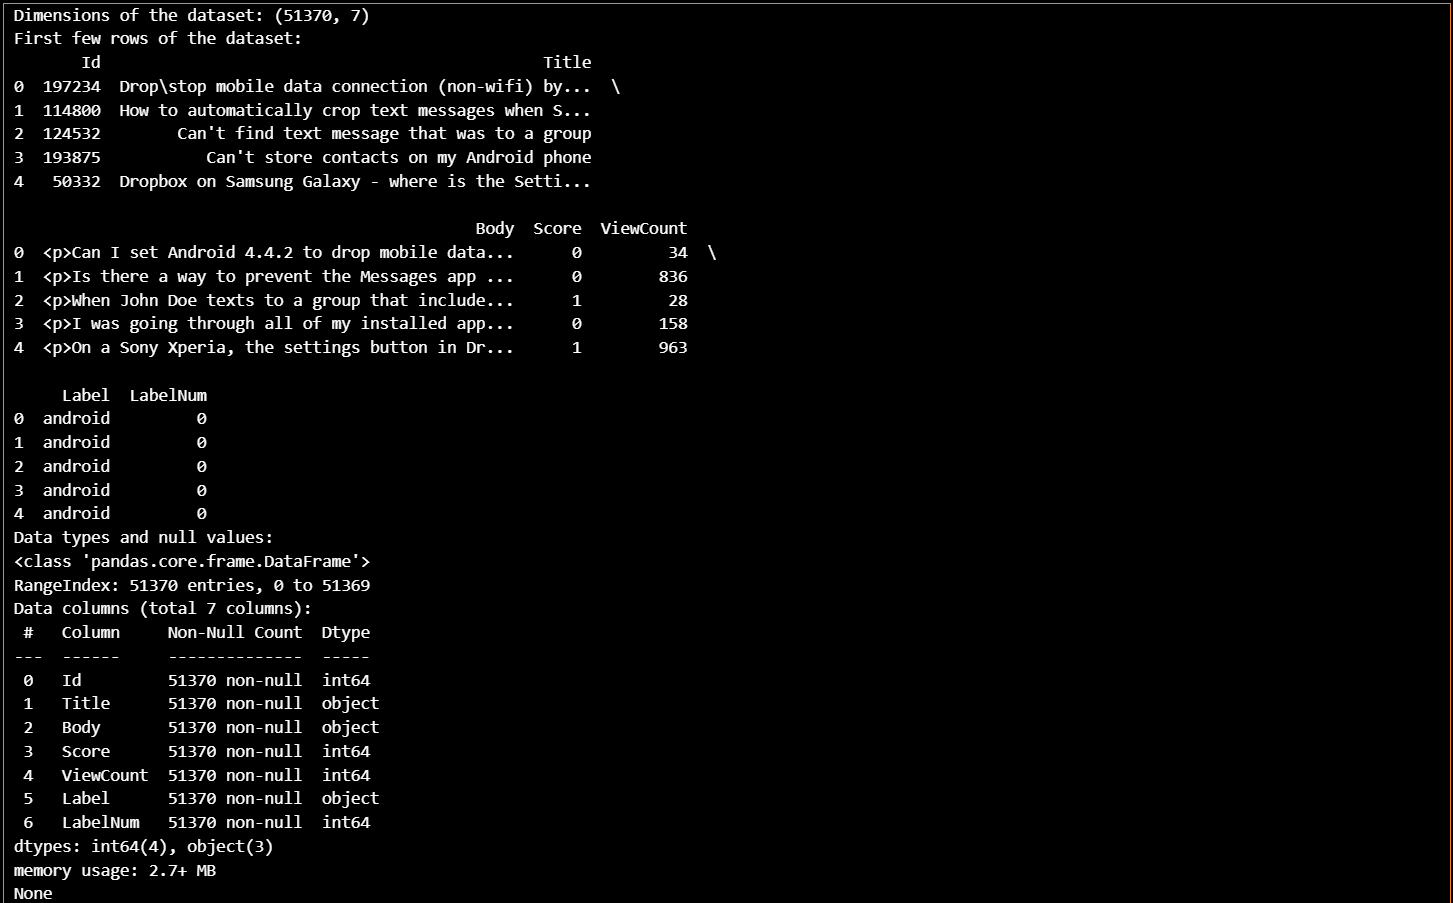 Dimensions of the dataset: (51370, 7)
First few rows of the dataset:
       Id                                              Title
0  197234  Drop\stop mobile data connection (non-wifi) by...  \
1  114800  How to automatically crop text messages when S...
2  124532        Can't find text message that was to a group
3  193875           Can't store contacts on my Android phone
4   50332  Dropbox on Samsung Galaxy - where is the Setti...

                                                Body  Score  ViewCount
0  <p>Can I set Android 4.4.2 to drop mobile data...      0         34  \
1  <p>Is there a way to prevent the Messages app ...      0        836
2  <p>When John Doe texts to a group that include...      1         28
3  <p>I was going through all of my installed app...      0        158
4  <p>On a Sony Xperia, the settings button in Dr...      1        963

     Label  LabelNum
0  android         0
1  android         0
2  android         0
3  android         0
4  android         0
Data types and null values:
<class 'pandas.core.frame.DataFrame'>
RangeIndex: 51370 entries, 0 to 51369
Data columns (total 7 columns):
 #   Column     Non-Null Count  Dtype
---  ------     --------------  -----
 0   Id         51370 non-null  int64
 1   Title      51370 non-null  object
 2   Body       51370 non-null  object
 3   Score      51370 non-null  int64
 4   ViewCount  51370 non-null  int64
 5   Label      51370 non-null  object
 6   LabelNum   51370 non-null  int64
dtypes: int64(4), object(3)
memory usage: 2.7+ MB
None